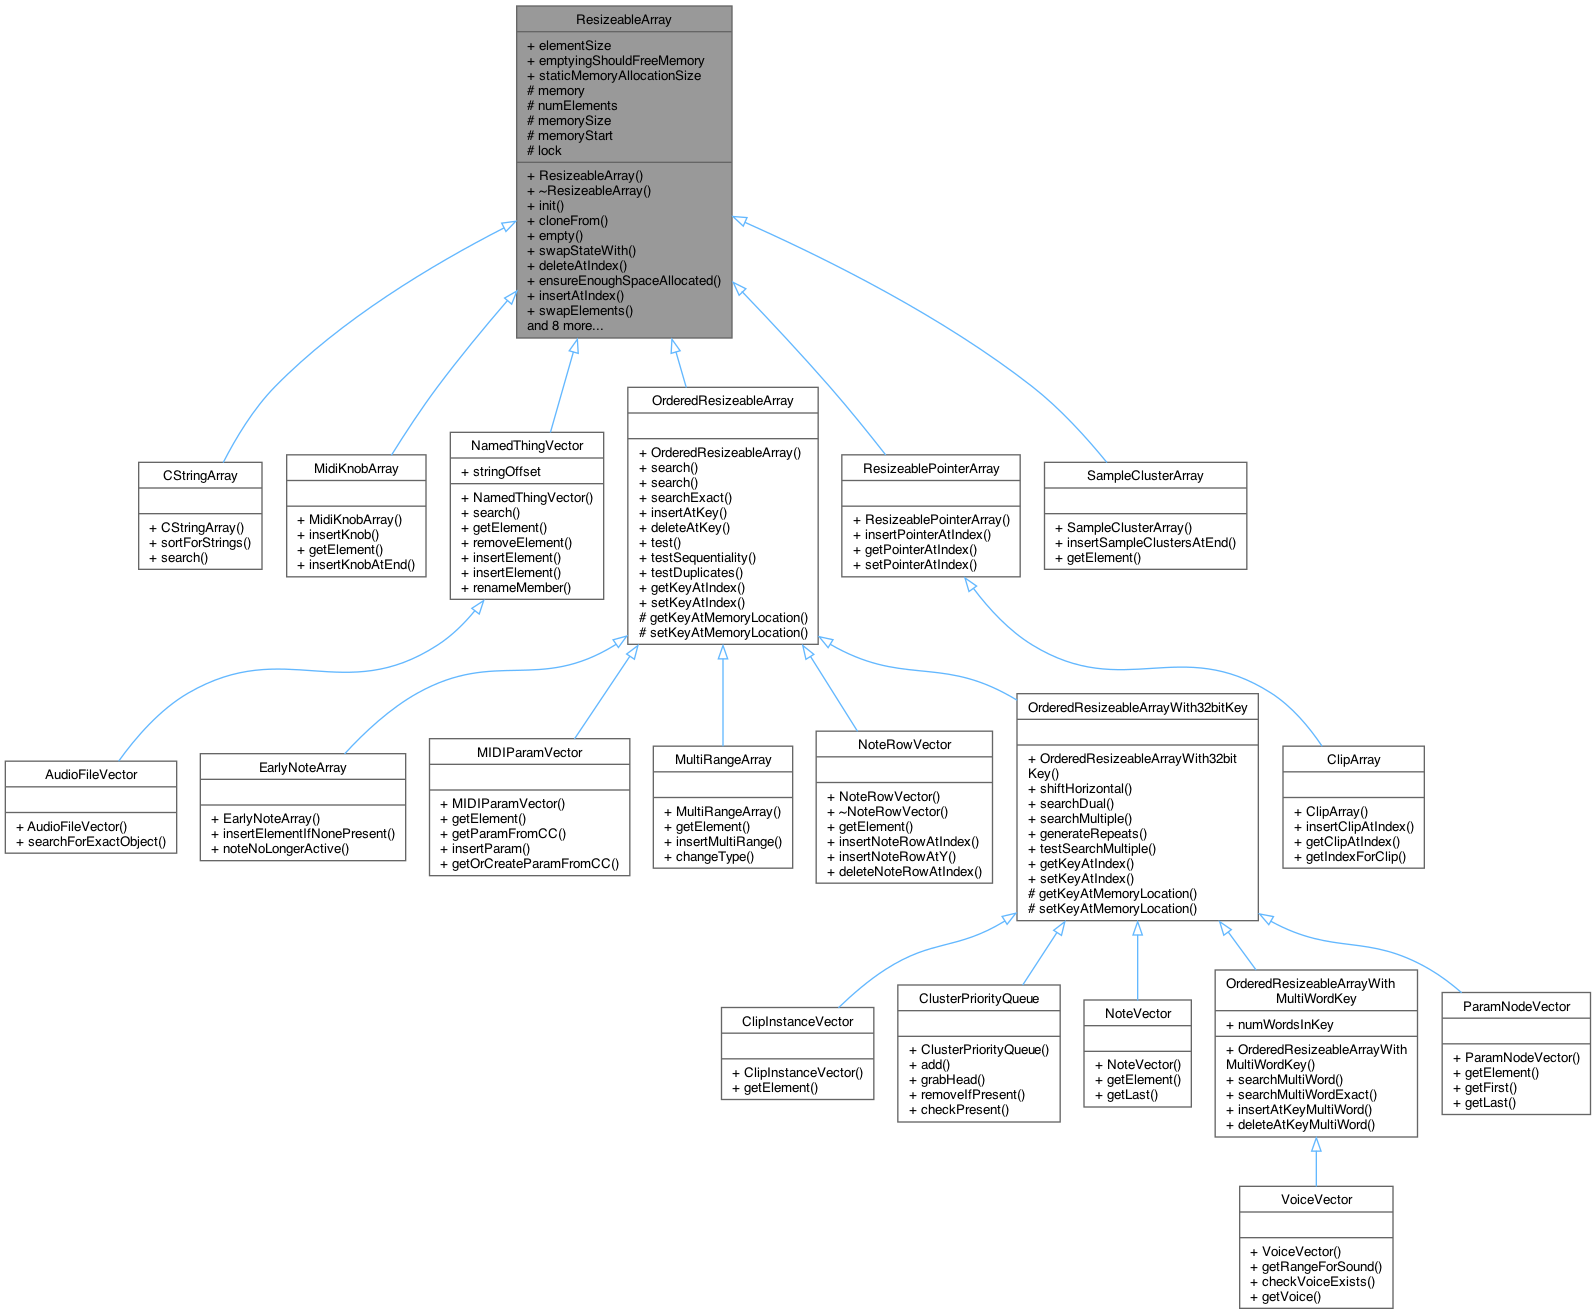 ResizeableArray
+ elementSize
+ emptyingShouldFreeMemory
+ staticMemoryAllocationSize
# memory
# numElements
# memorySize
# memoryStart
# lock
+ ResizeableArray()
+ ~ResizeableArray()
+ init()
+ cloneFrom()
+ empty()
+ swapStateWith()
+ deleteAtIndex()
+ ensureEnoughSpaceAllocated()
+ insertAtIndex()
+ swapElements()
and 8 more...
CStringArray
+ CStringArray()
+ sortForStrings()
+ search()
MidiKnobArray
+ MidiKnobArray()
+ insertKnob()
+ getElement()
+ insertKnobAtEnd()
NamedThingVector
+ stringOffset
+ NamedThingVector()
+ search()
+ getElement()
+ removeElement()
+ insertElement()
+ insertElement()
+ renameMember()
OrderedResizeableArray
+ OrderedResizeableArray()
+ search()
+ search()
+ searchExact()
+ insertAtKey()
+ deleteAtKey()
+ test()
+ testSequentiality()
+ testDuplicates()
+ getKeyAtIndex()
+ setKeyAtIndex()
# getKeyAtMemoryLocation()
# setKeyAtMemoryLocation()
ResizeablePointerArray
+ ResizeablePointerArray()
+ insertPointerAtIndex()
+ getPointerAtIndex()
+ setPointerAtIndex()
SampleClusterArray
+ SampleClusterArray()
+ insertSampleClustersAtEnd()
+ getElement()
AudioFileVector
+ AudioFileVector()
+ searchForExactObject()
EarlyNoteArray
+ EarlyNoteArray()
+ insertElementIfNonePresent()
+ noteNoLongerActive()
MIDIParamVector
+ MIDIParamVector()
+ getElement()
+ getParamFromCC()
+ insertParam()
+ getOrCreateParamFromCC()
MultiRangeArray
+ MultiRangeArray()
+ getElement()
+ insertMultiRange()
+ changeType()
NoteRowVector
+ NoteRowVector()
+ ~NoteRowVector()
+ getElement()
+ insertNoteRowAtIndex()
+ insertNoteRowAtY()
+ deleteNoteRowAtIndex()
OrderedResizeableArrayWith32bitKey
+ OrderedResizeableArrayWith32bit
Key()
+ shiftHorizontal()
+ searchDual()
+ searchMultiple()
+ generateRepeats()
+ testSearchMultiple()
+ getKeyAtIndex()
+ setKeyAtIndex()
# getKeyAtMemoryLocation()
# setKeyAtMemoryLocation()
ClipArray
+ ClipArray()
+ insertClipAtIndex()
+ getClipAtIndex()
+ getIndexForClip()
ClipInstanceVector
+ ClipInstanceVector()
+ getElement()
ClusterPriorityQueue
+ ClusterPriorityQueue()
+ add()
+ grabHead()
+ removeIfPresent()
+ checkPresent()
NoteVector
+ NoteVector()
+ getElement()
+ getLast()
OrderedResizeableArrayWith
MultiWordKey
+ numWordsInKey
+ OrderedResizeableArrayWith
MultiWordKey()
+ searchMultiWord()
+ searchMultiWordExact()
+ insertAtKeyMultiWord()
+ deleteAtKeyMultiWord()
ParamNodeVector
+ ParamNodeVector()
+ getElement()
+ getFirst()
+ getLast()
VoiceVector
+ VoiceVector()
+ getRangeForSound()
+ checkVoiceExists()
+ getVoice()